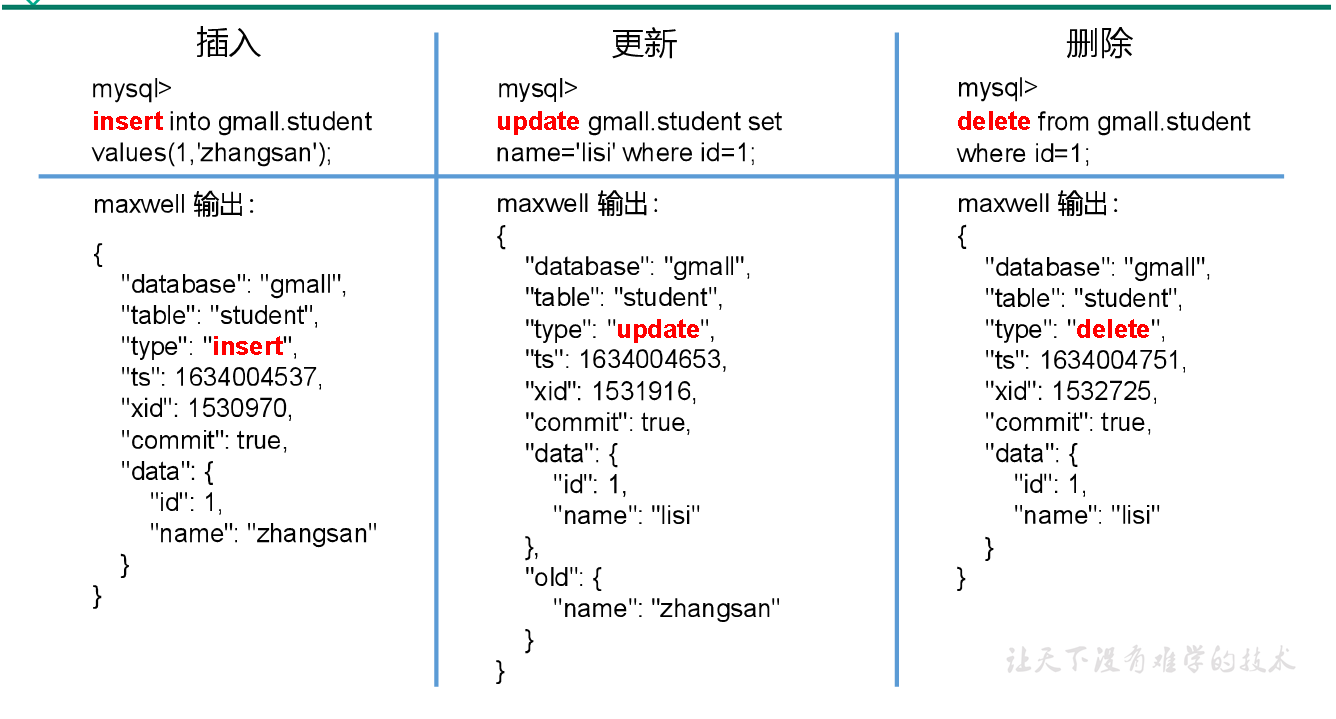 插入
mysql>
insert into gmall.student
values(1,'zhangsan');
maxwell 输出：
{
"database": "gmall",
"table": "student",
"type": "insert",
"ts": 1634004537,
"xid": 1530970,
"commit": true,
"data": {
"id": 1,
"name": "zhangsan"
}
}
更新
mysql>
update gmall.student set
name='lisi' where id=1;
maxwell 输出：
{
"database": "gmall",
"table": "student",
"type": "update",
"ts": 1634004653,
"xid": 1531916,
"commit": true,
"data": {
"id": 1,
"name": "lisi"
},
"old": {
"name": "zhangsan"
}
}
删除
mysql>
delete from gmall.student
where id=1;
maxwell 输出：
{
"database": "gmall",
"table": "student",
"type": "delete",
"ts": 1634004751,
"xid": 1532725,
"commit": true,
"data": {
"id": 1,
"name": "lisi"
}
}
让天下没有难学的技术